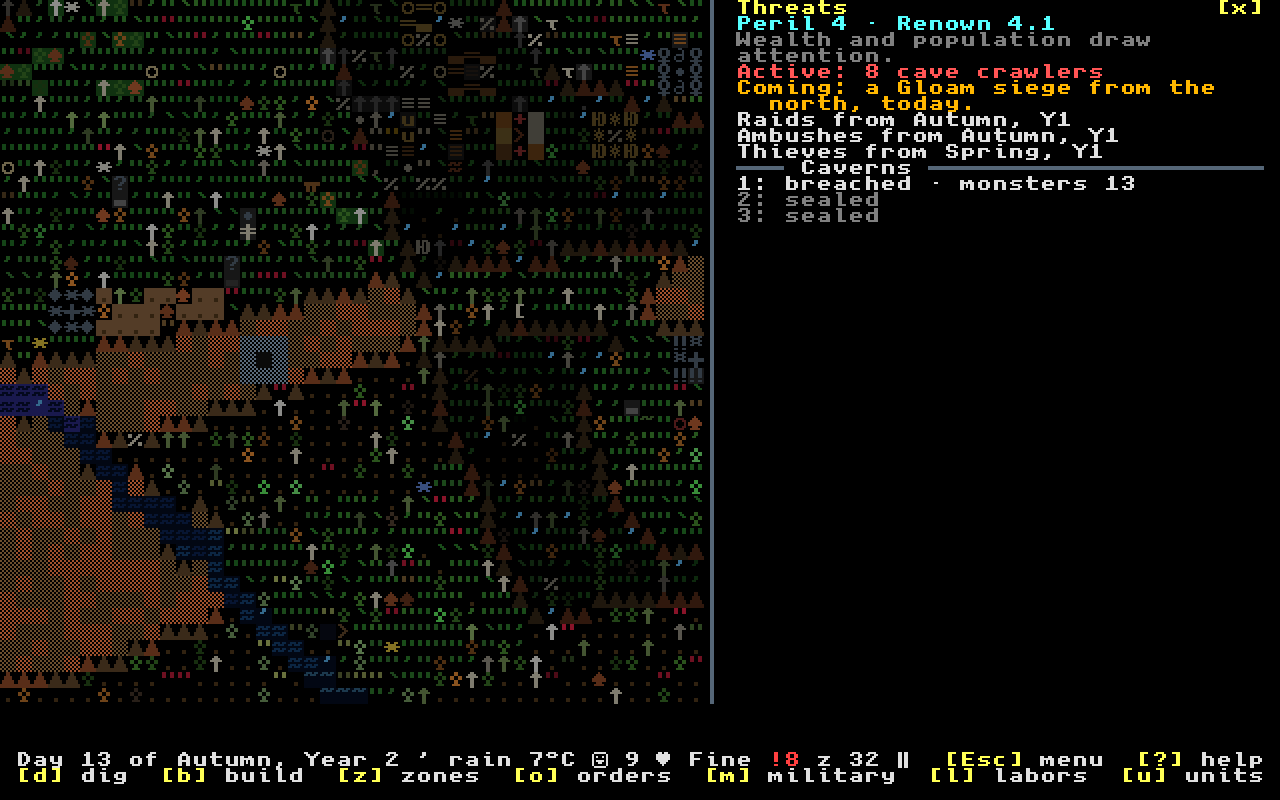 Threats [x]
Peril 4 · Renown 4.1
Wealth and population draw
attention.
Active: 8 cave crawlers
Coming: a Gloam siege from the
north, today.
Raids from Autumn, Y1
Ambushes from Autumn, Y1
Thieves from Spring, Y1
Caverns
1: breached · monsters 13
2: sealed
3: sealed
Day 13 of Autumn, Year 2 ’ rain 7°C ☺ 9 ♥ Fine !8 z 32 ‖ [Esc] menu [?] help
[d] dig [b] build [z] zones [o] orders [m] military [l] labors [u] units